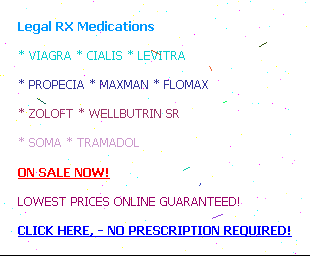 Legal RX Medications
* VIAGRA * CIALIS * LEVITRA
* PROPECIA * MAXMAN * FLOMAX
* ZOLOFT * WELLBUTRIN SR
* SOMA * TRAMADOL
ON SALE NOW!
LOWEST PRICES ONLINE GUARANTEED!
CLICK HERE, - NO PRESCRIPTION REQUIRED!